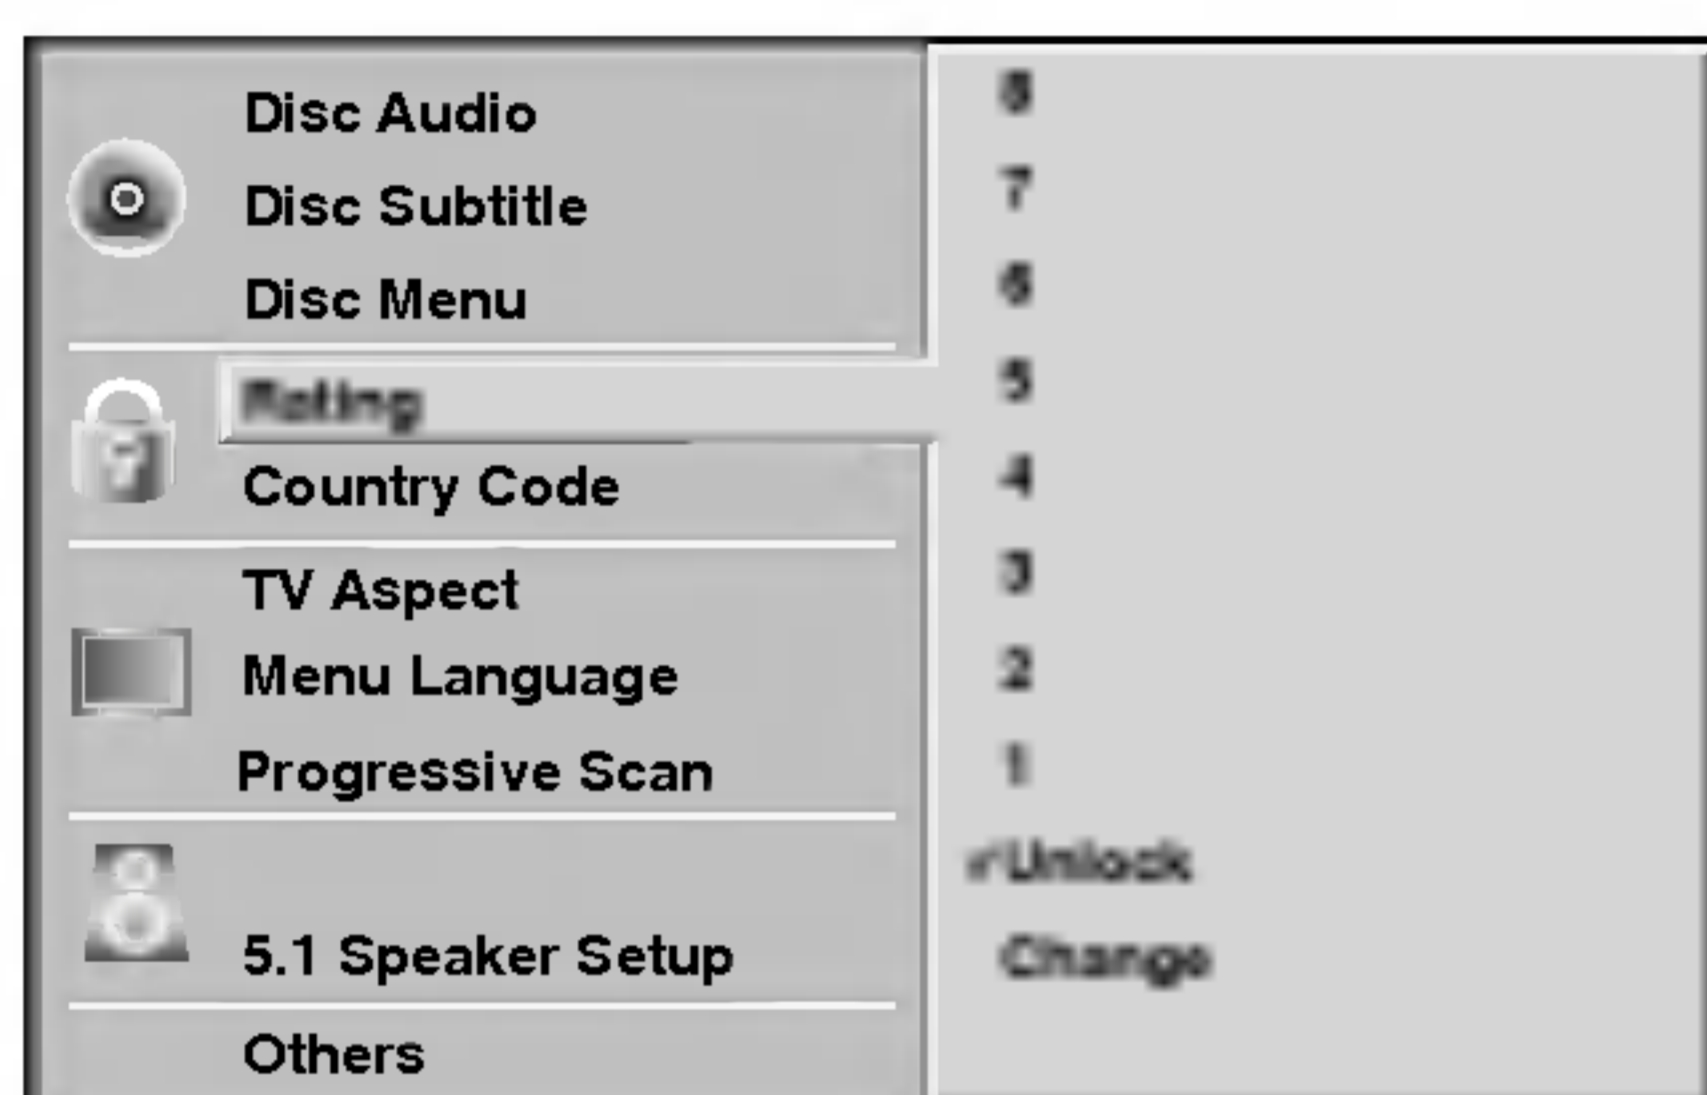 Disc Audio
Disc Subtitle
Disc Menu
Rating
Country Code
TV Aspect
Menu Language
Progressive Scan
5.1 Speaker Setup
Others
8
7
6
5
4
3
2
1
✓Unlock
Change